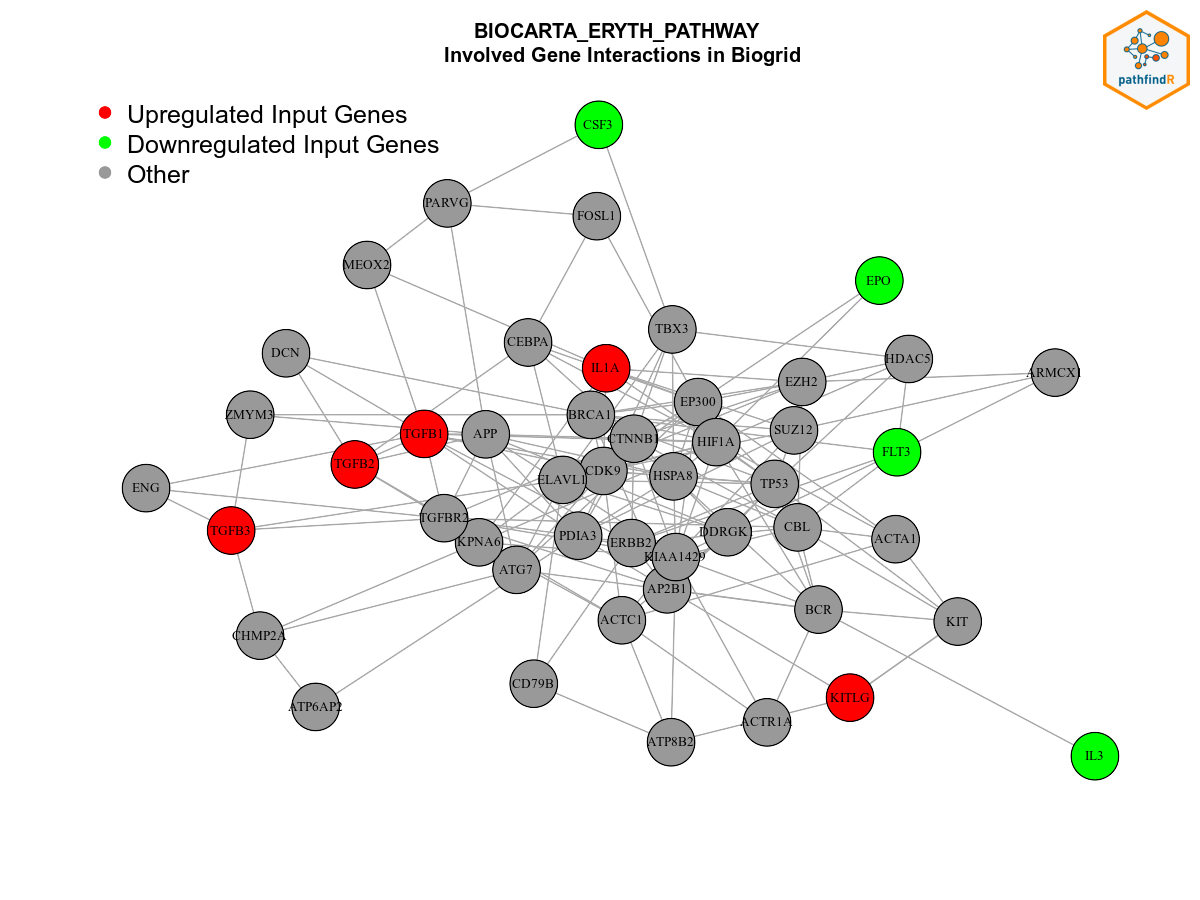 BIOCARTA_ERYTH_PATHWAY
Involved Gene Interactions in Biogrid
pathfindR
Upregulated Input Genes
Downregulated Input Genes
Other
CSF3
PARVG
FOSL1
MEOX2
EPO
TBX3
CEBPA
DCN
HDAC5
IL1A
ARMCX1
EZH2
EP300
ZMYM3
BRCA1
SUZ12
TGFB1
APP
CTNNB1
HIF1A
FLT3
TGFB2
CDK9
ELAVL1
HSPA8
TP53
ENG
TGFBR2
TGFB3
CBL
DDRGK
PDIA3
ACTA1
KPNA6
ERBB2
KIAA1429
ATG7
AP2B1
BCR
ACTC1
KIT
CHMP2A
CD79B
KITLG
ATP6AP2
ACTR1A
ATP8B2
IL3